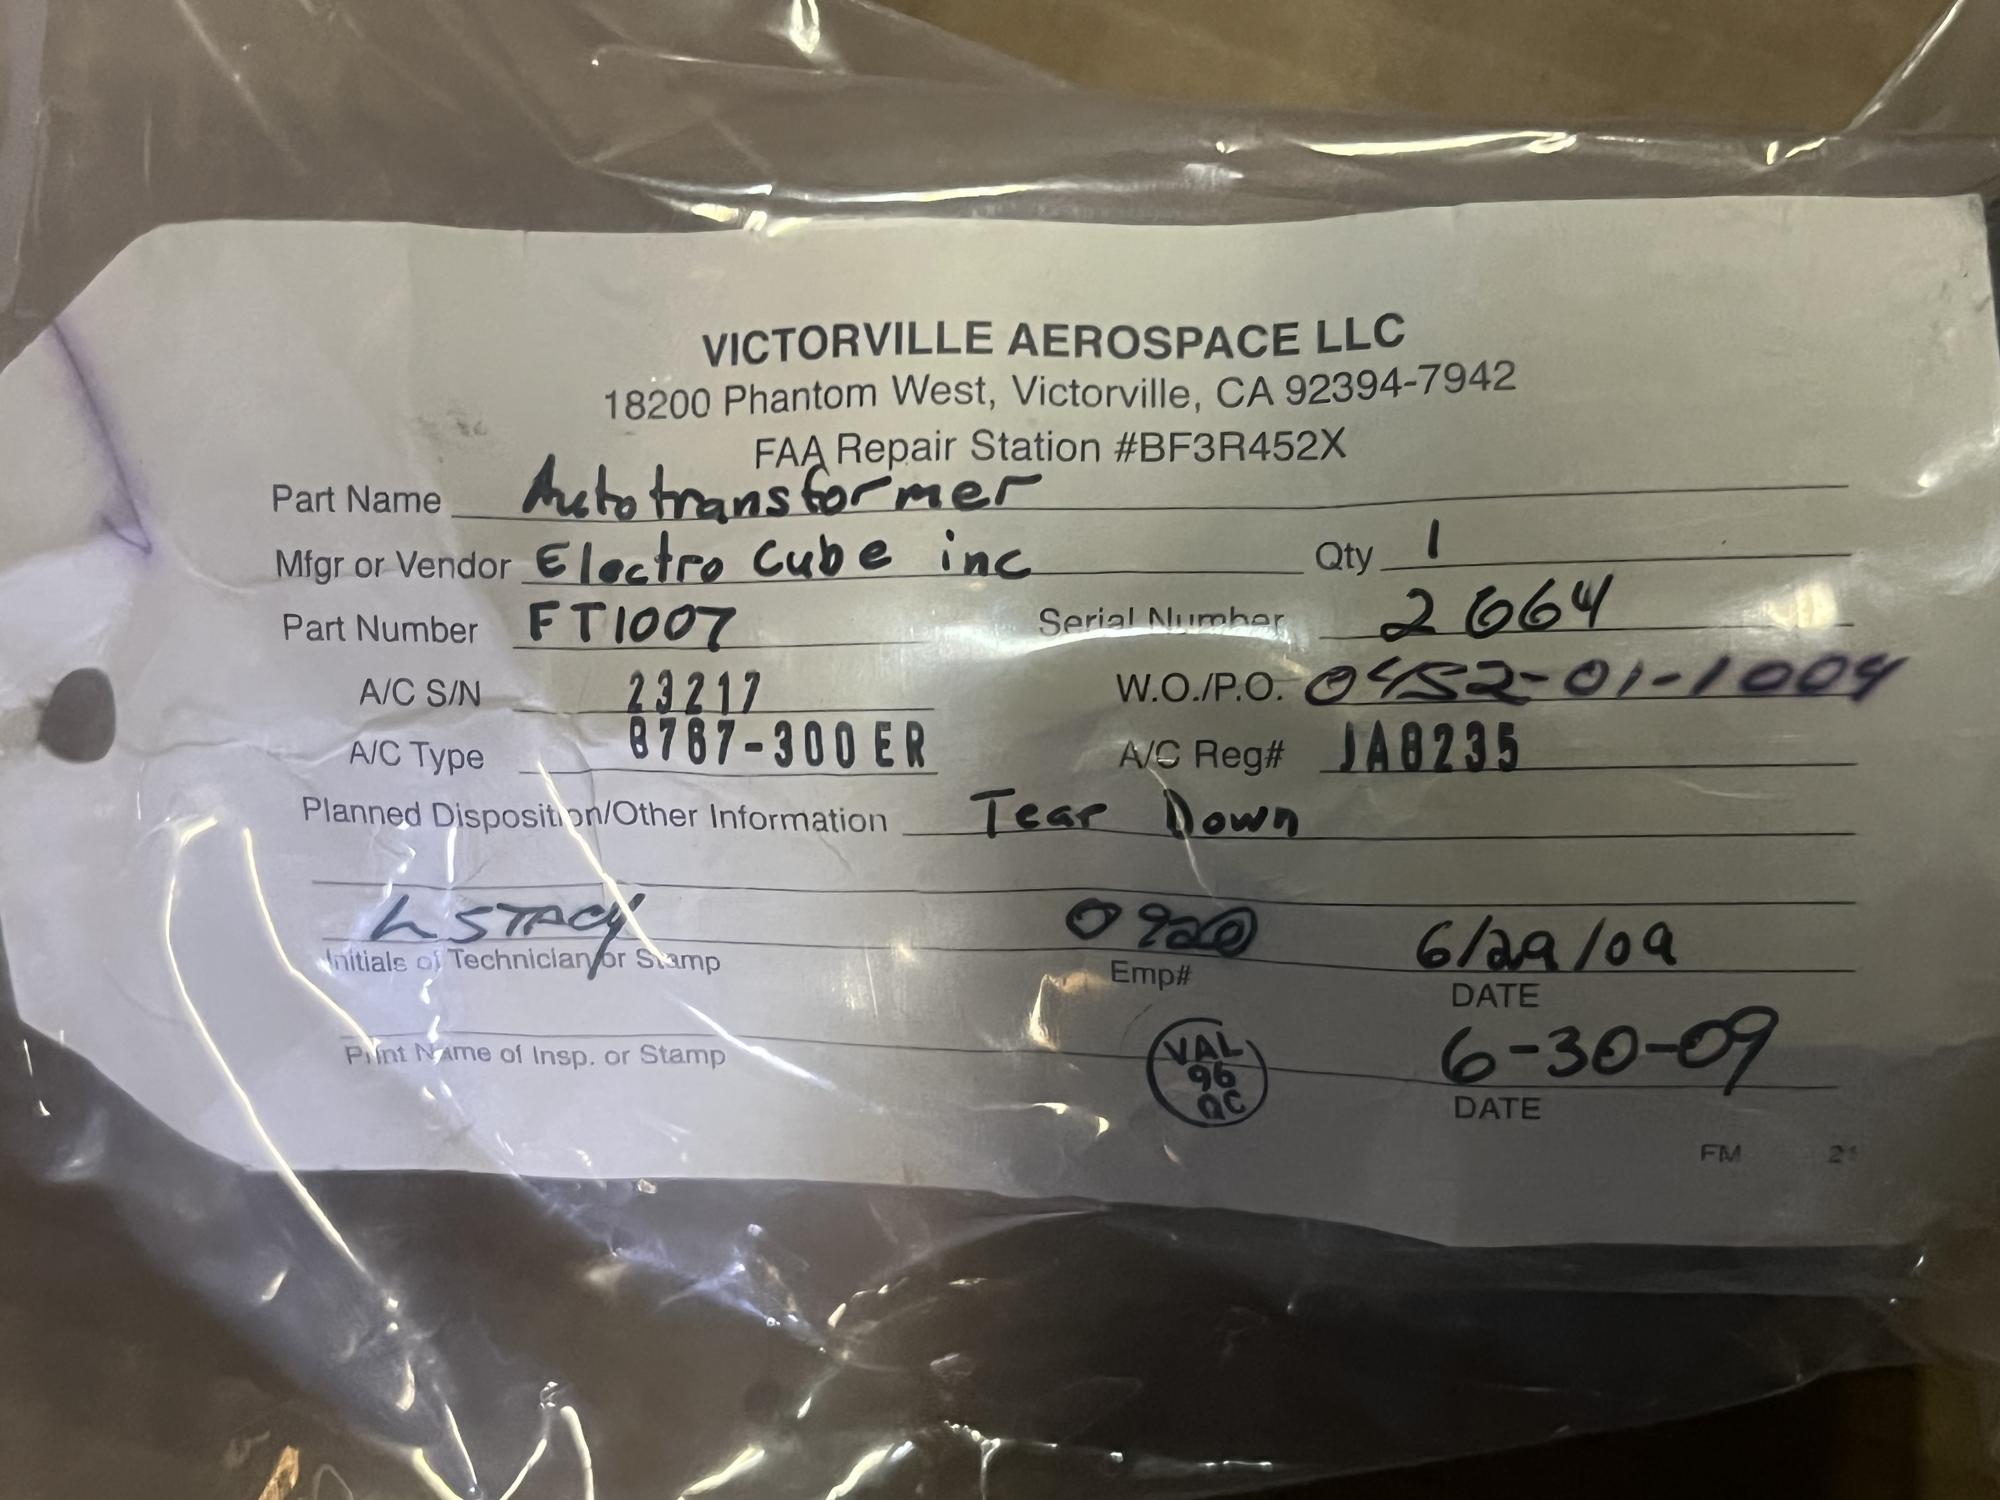 VICTORVILLE AEROSPACE LLC
18200 Phantom West, Victorville, CA 92394-7942
FAA Repair Station #BF3R452X
Part Name Autotransformer
Mfgr or Vendor Electro Cube inc Qty 1
Part Number FT1007 Serial Number 2664
A/C S/N 23217 W.O./P.O. 0452-01-1004
A/C Type B767-300ER A/C Reg# JA8235
Planned Disposition/Other Information Tear Down
L STACY 0920 6/29/09
Initials of Technician or Stamp Emp# DATE
VAL 96 QC 6-30-09
Print Name of Insp. or Stamp DATE
FM